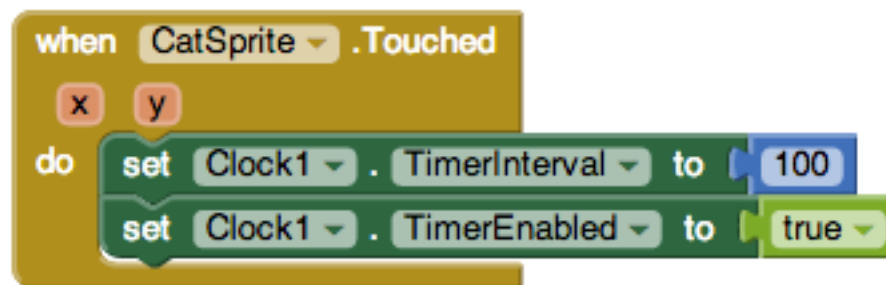 when CatSprite .Touched
x y
do set Clock1 . TimerInterval to 100
set Clock1 . TimerEnabled to true